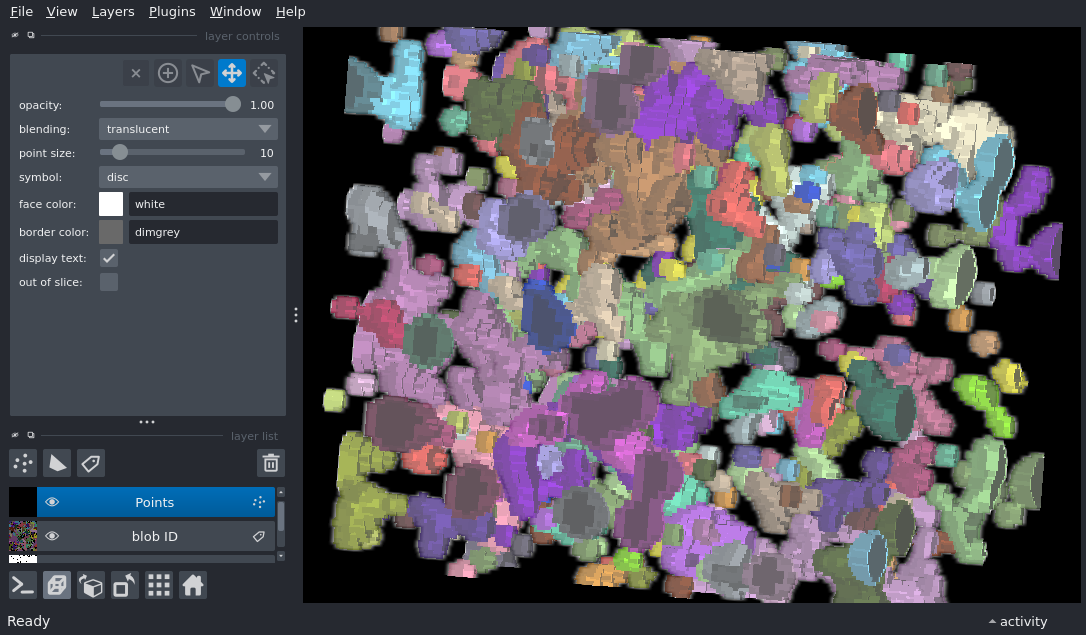 File View Layers Plugins Window Help
layer controls
opacity: 1.00
blending: translucent
point size: 10
symbol: disc
face color: white
border color: dimgrey
display text:
out of slice:
layer list
Points
blob ID
Ready
activity